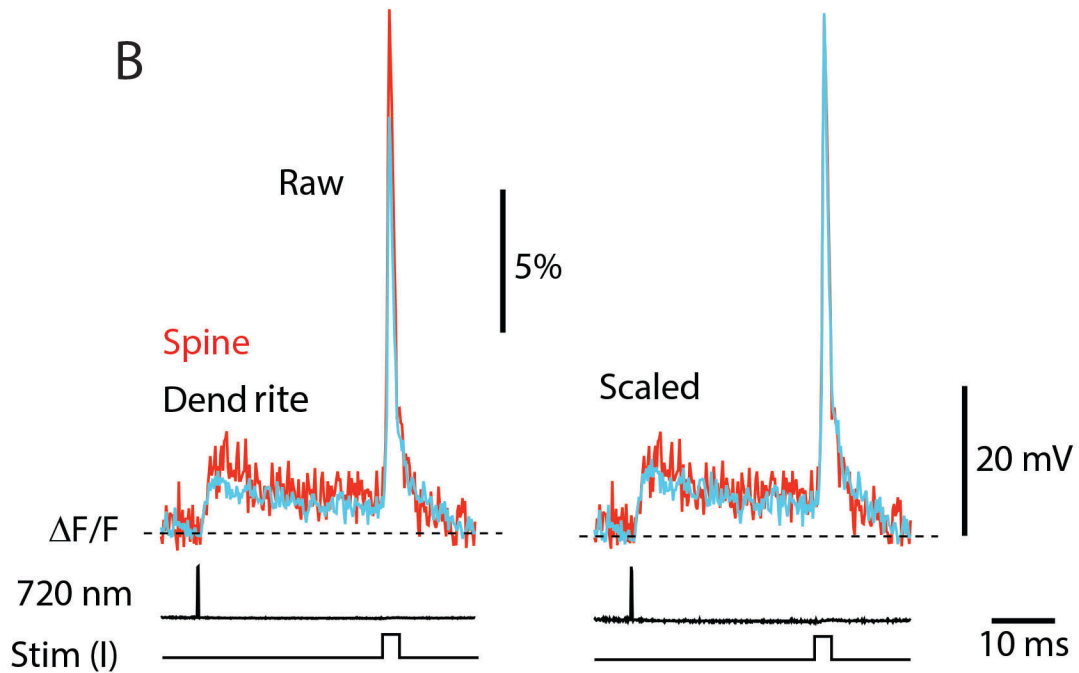 B
Raw
5%
Spine
Dend rite
Scaled
20 mV
ΔF/F
720 nm
Stim (I)
10 ms